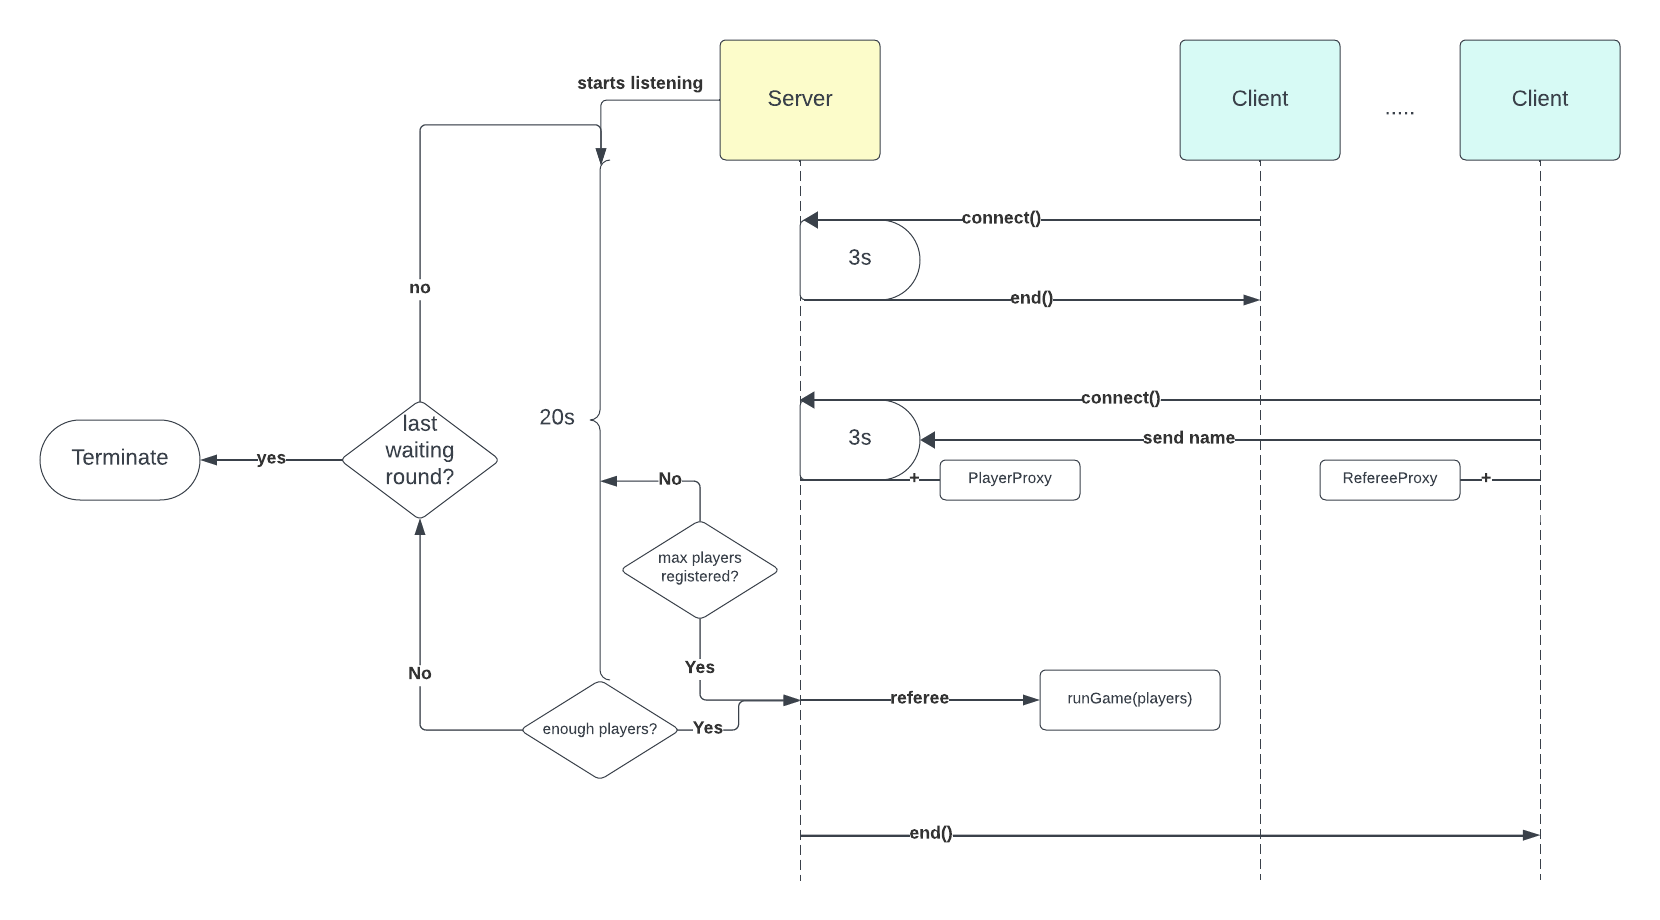 starts listening
Server
Client
.....
Client
connect()
3s
end()
no
connect()
20s
3s
send name
last
waiting
round?
Terminate
yes
No
+
PlayerProxy
RefereeProxy
+
max players
registered?
Yes
No
referee
runGame(players)
enough players?
Yes
end()